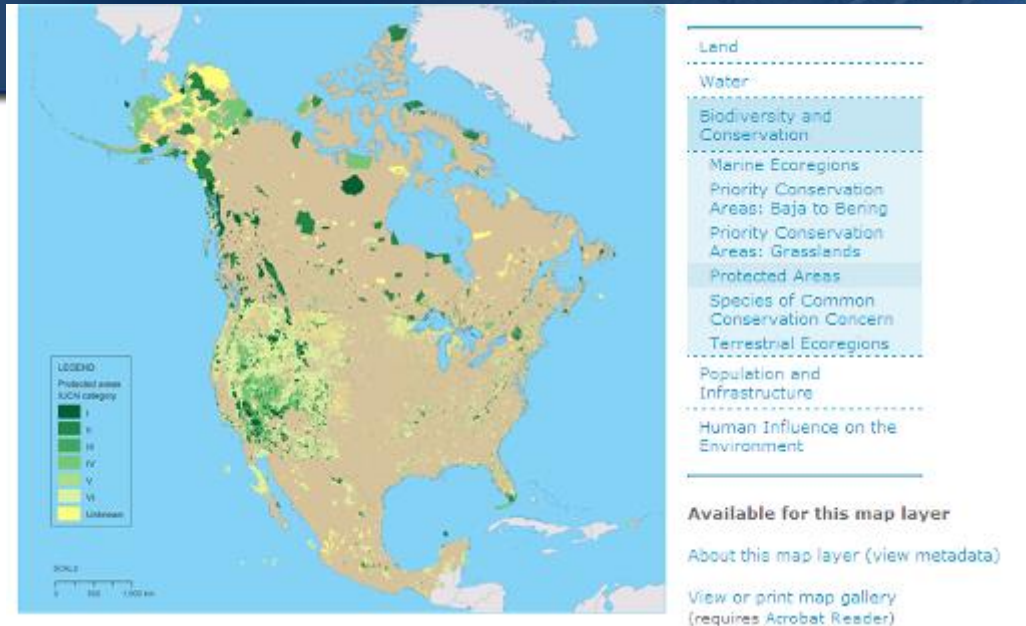 LEGEND
Protected areas
IUCN category
I
II
III
IV
V
VI
Unknown
SCALE
0 500 1,000 km
Land
Water
Biodiversity and
Conservation
Marine Ecoregions
Priority Conservation
Areas: Baja to Bering
Priority Conservation
Areas: Grasslands
Protected Areas
Species of Common
Conservation Concern
Terrestrial Ecoregions
Population and
Infrastructure
Human Influence on the
Environment
Available for this map layer
About this map layer (view metadata)
View or print map gallery
(requires Acrobat Reader)